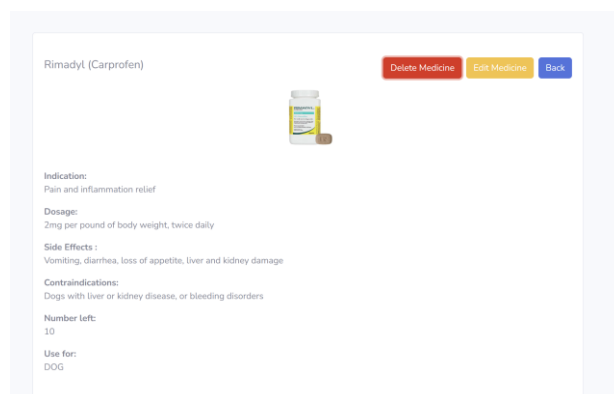 Rimadyl (Carprofen)
Delete Medicine
Edit Medicine
Back
Indication:
Pain and inflammation relief
Dosage:
2mg per pound of body weight, twice daily
Side Effects :
Vomiting, diarrhea, loss of appetite, liver and kidney damage
Contraindications:
Dogs with liver or kidney disease, or bleeding disorders
Number left:
10
Use for:
DOG